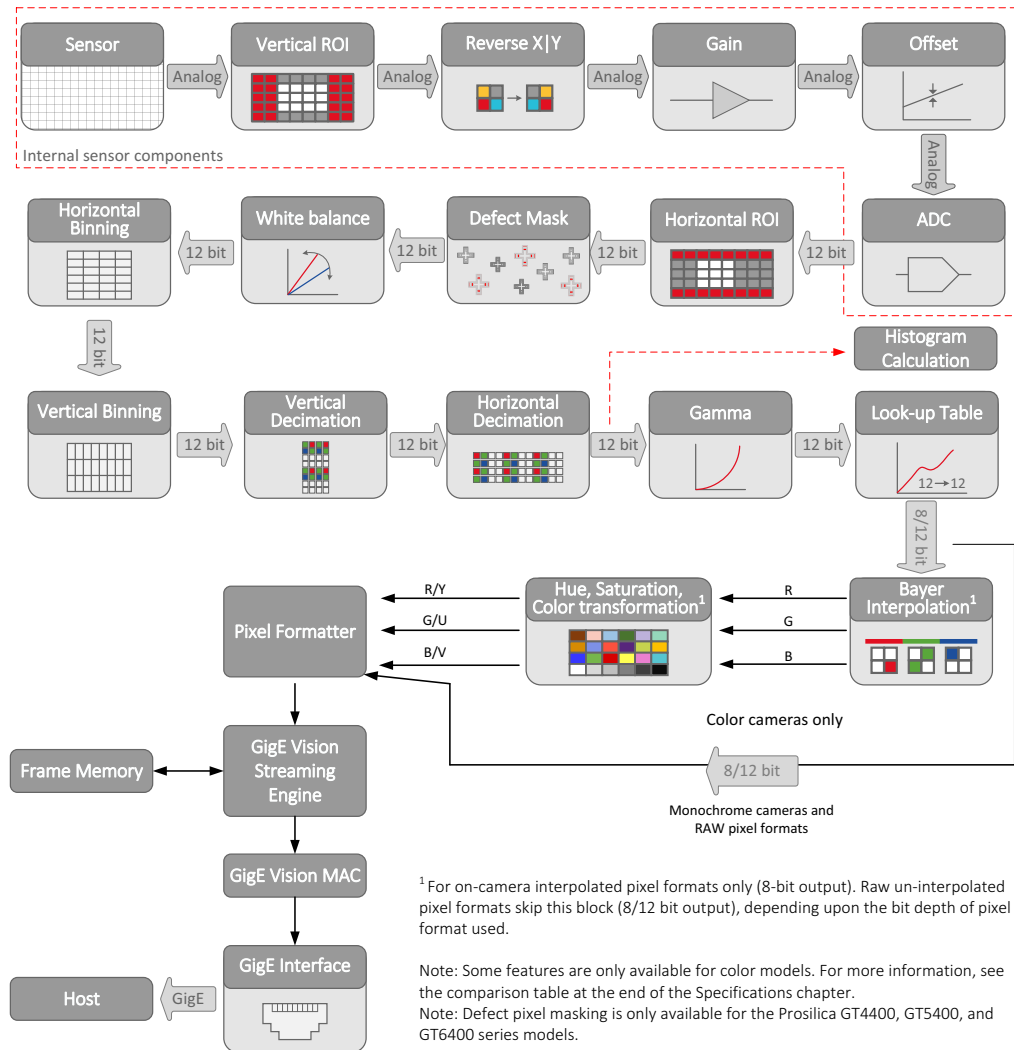 Sensor
Analog
Vertical ROI
Analog
Reverse X|Y
Analog
Gain
Analog
Offset
Internal sensor components
Analog
Horizontal
Binning
12 bit
White balance
12 bit
Defect Mask
12 bit
Horizontal ROI
12 bit
ADC
12 bit
Histogram
Calculation
Vertical Binning
12 bit
Vertical
Decimation
12 bit
Horizontal
Decimation
12 bit
Gamma
12 bit
Look-up Table
12→12
8/12 bit
Pixel Formatter
R/Y
G/U
B/V
Hue, Saturation,
Color transformation¹
R
G
B
Bayer
Interpolation¹
Color cameras only
8/12 bit
Monochrome cameras and
RAW pixel formats
Frame Memory
GigE Vision
Streaming
Engine
GigE Vision MAC
GigE Interface
GigE
Host
¹ For on-camera interpolated pixel formats only (8-bit output). Raw un-interpolated
pixel formats skip this block (8/12 bit output), depending upon the bit depth of pixel
format used.
Note: Some features are only available for color models. For more information, see
the comparison table at the end of the Specifications chapter.
Note: Defect pixel masking is only available for the Prosilica GT4400, GT5400, and
GT6400 series models.